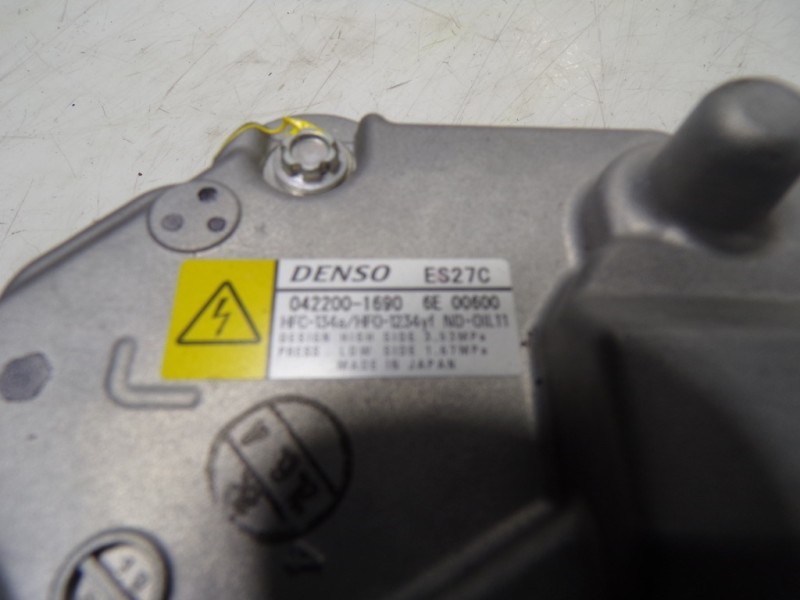 DENSO ES27C
042200-1690 6E 00600
HFC-134a/HFO-1234yf ND-OIL11
DESIGN HIGH SIDE 3.53MPa
PRESS. LOW SIDE 1.67MPa
MADE IN JAPAN